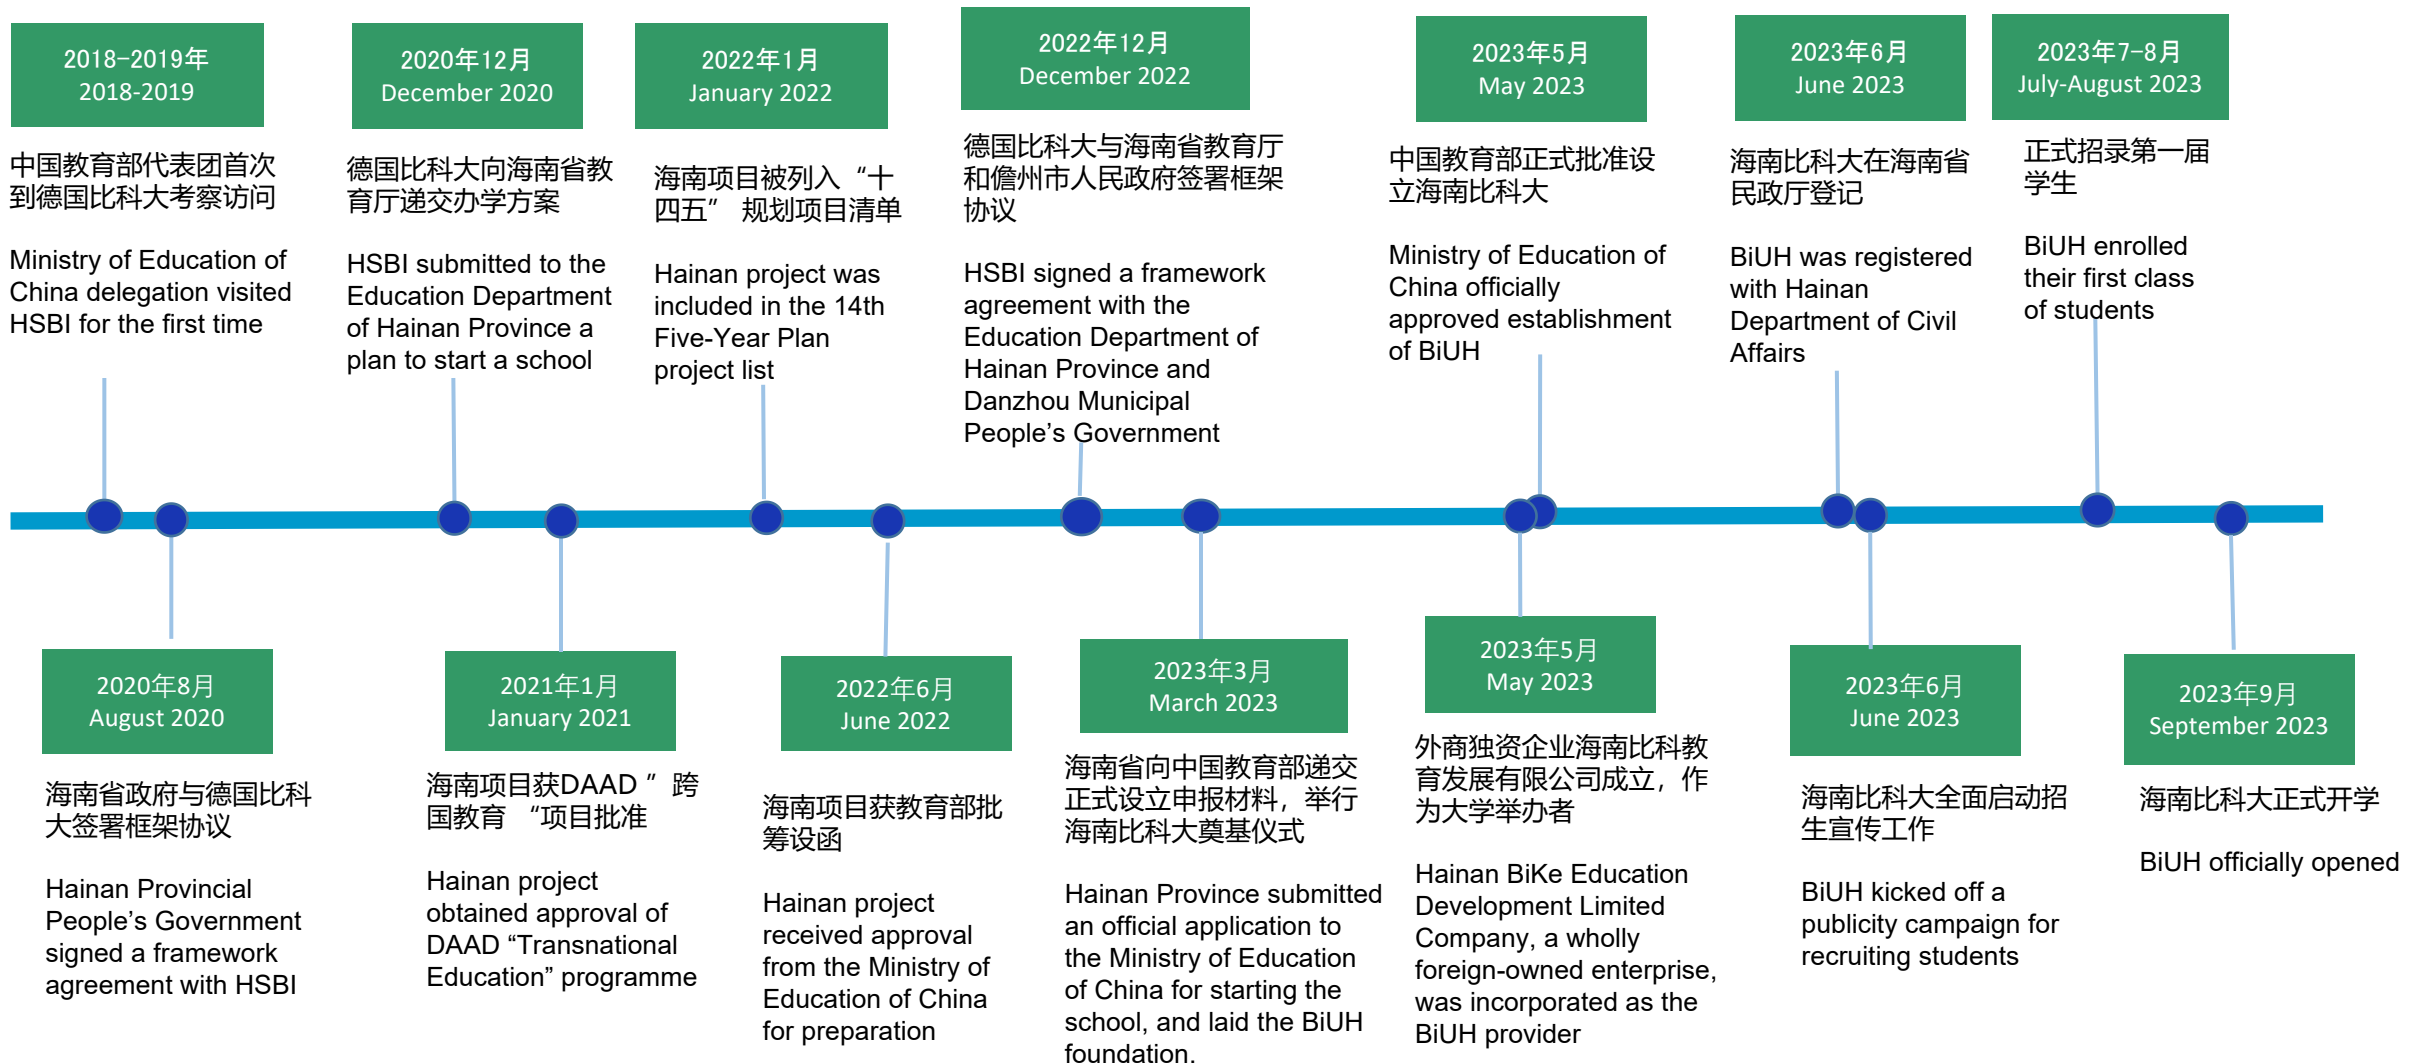 2018-2019年
2018-2019
中国教育部代表团首次
到德国比科大考察访问
Ministry of Education of
China delegation visited
HSBI for the first time
2020年12月
December 2020
德国比科大向海南省教
育厅递交办学方案
HSBI submitted to the
Education Department
of Hainan Province a
plan to start a school
2022年1月
January 2022
海南项目被列入“十
四五” 规划项目清单
Hainan project was
included in the 14th
Five-Year Plan
project list
2022年12月
December 2022
德国比科大与海南省教育厅
和儋州市人民政府签署框架
协议
HSBI signed a framework
agreement with the
Education Department of
Hainan Province and
Danzhou Municipal
People’s Government
2023年5月
May 2023
中国教育部正式批准设
立海南比科大
Ministry of Education of
China officially
approved establishment
of BiUH
2023年6月
June 2023
海南比科大在海南省
民政厅登记
BiUH was registered
with Hainan
Department of Civil
Affairs
2023年7-8月
July-August 2023
正式招录第一届
学生
BiUH enrolled
their first class
of students
2020年8月
August 2020
海南省政府与德国比科
大签署框架协议
Hainan Provincial
People’s Government
signed a framework
agreement with HSBI
2021年1月
January 2021
海南项目获DAAD ” 跨
国教育 “项目批准
Hainan project
obtained approval of
DAAD “Transnational
Education” programme
2022年6月
June 2022
海南项目获教育部批
筹设函
Hainan project
received approval
from the Ministry of
Education of China
for preparation
2023年3月
March 2023
海南省向中国教育部递交
正式设立申报材料，举行
海南比科大奠基仪式
Hainan Province submitted
an official application to
the Ministry of Education
of China for starting the
school, and laid the BiUH
foundation.
2023年5月
May 2023
外商独资企业海南比科教
育发展有限公司成立，作
为大学举办者
Hainan BiKe Education
Development Limited
Company, a wholly
foreign-owned enterprise,
was incorporated as the
BiUH provider
2023年6月
June 2023
海南比科大全面启动招
生宣传工作
BiUH kicked off a
publicity campaign for
recruiting students
2023年9月
September 2023
海南比科大正式开学
BiUH officially opened